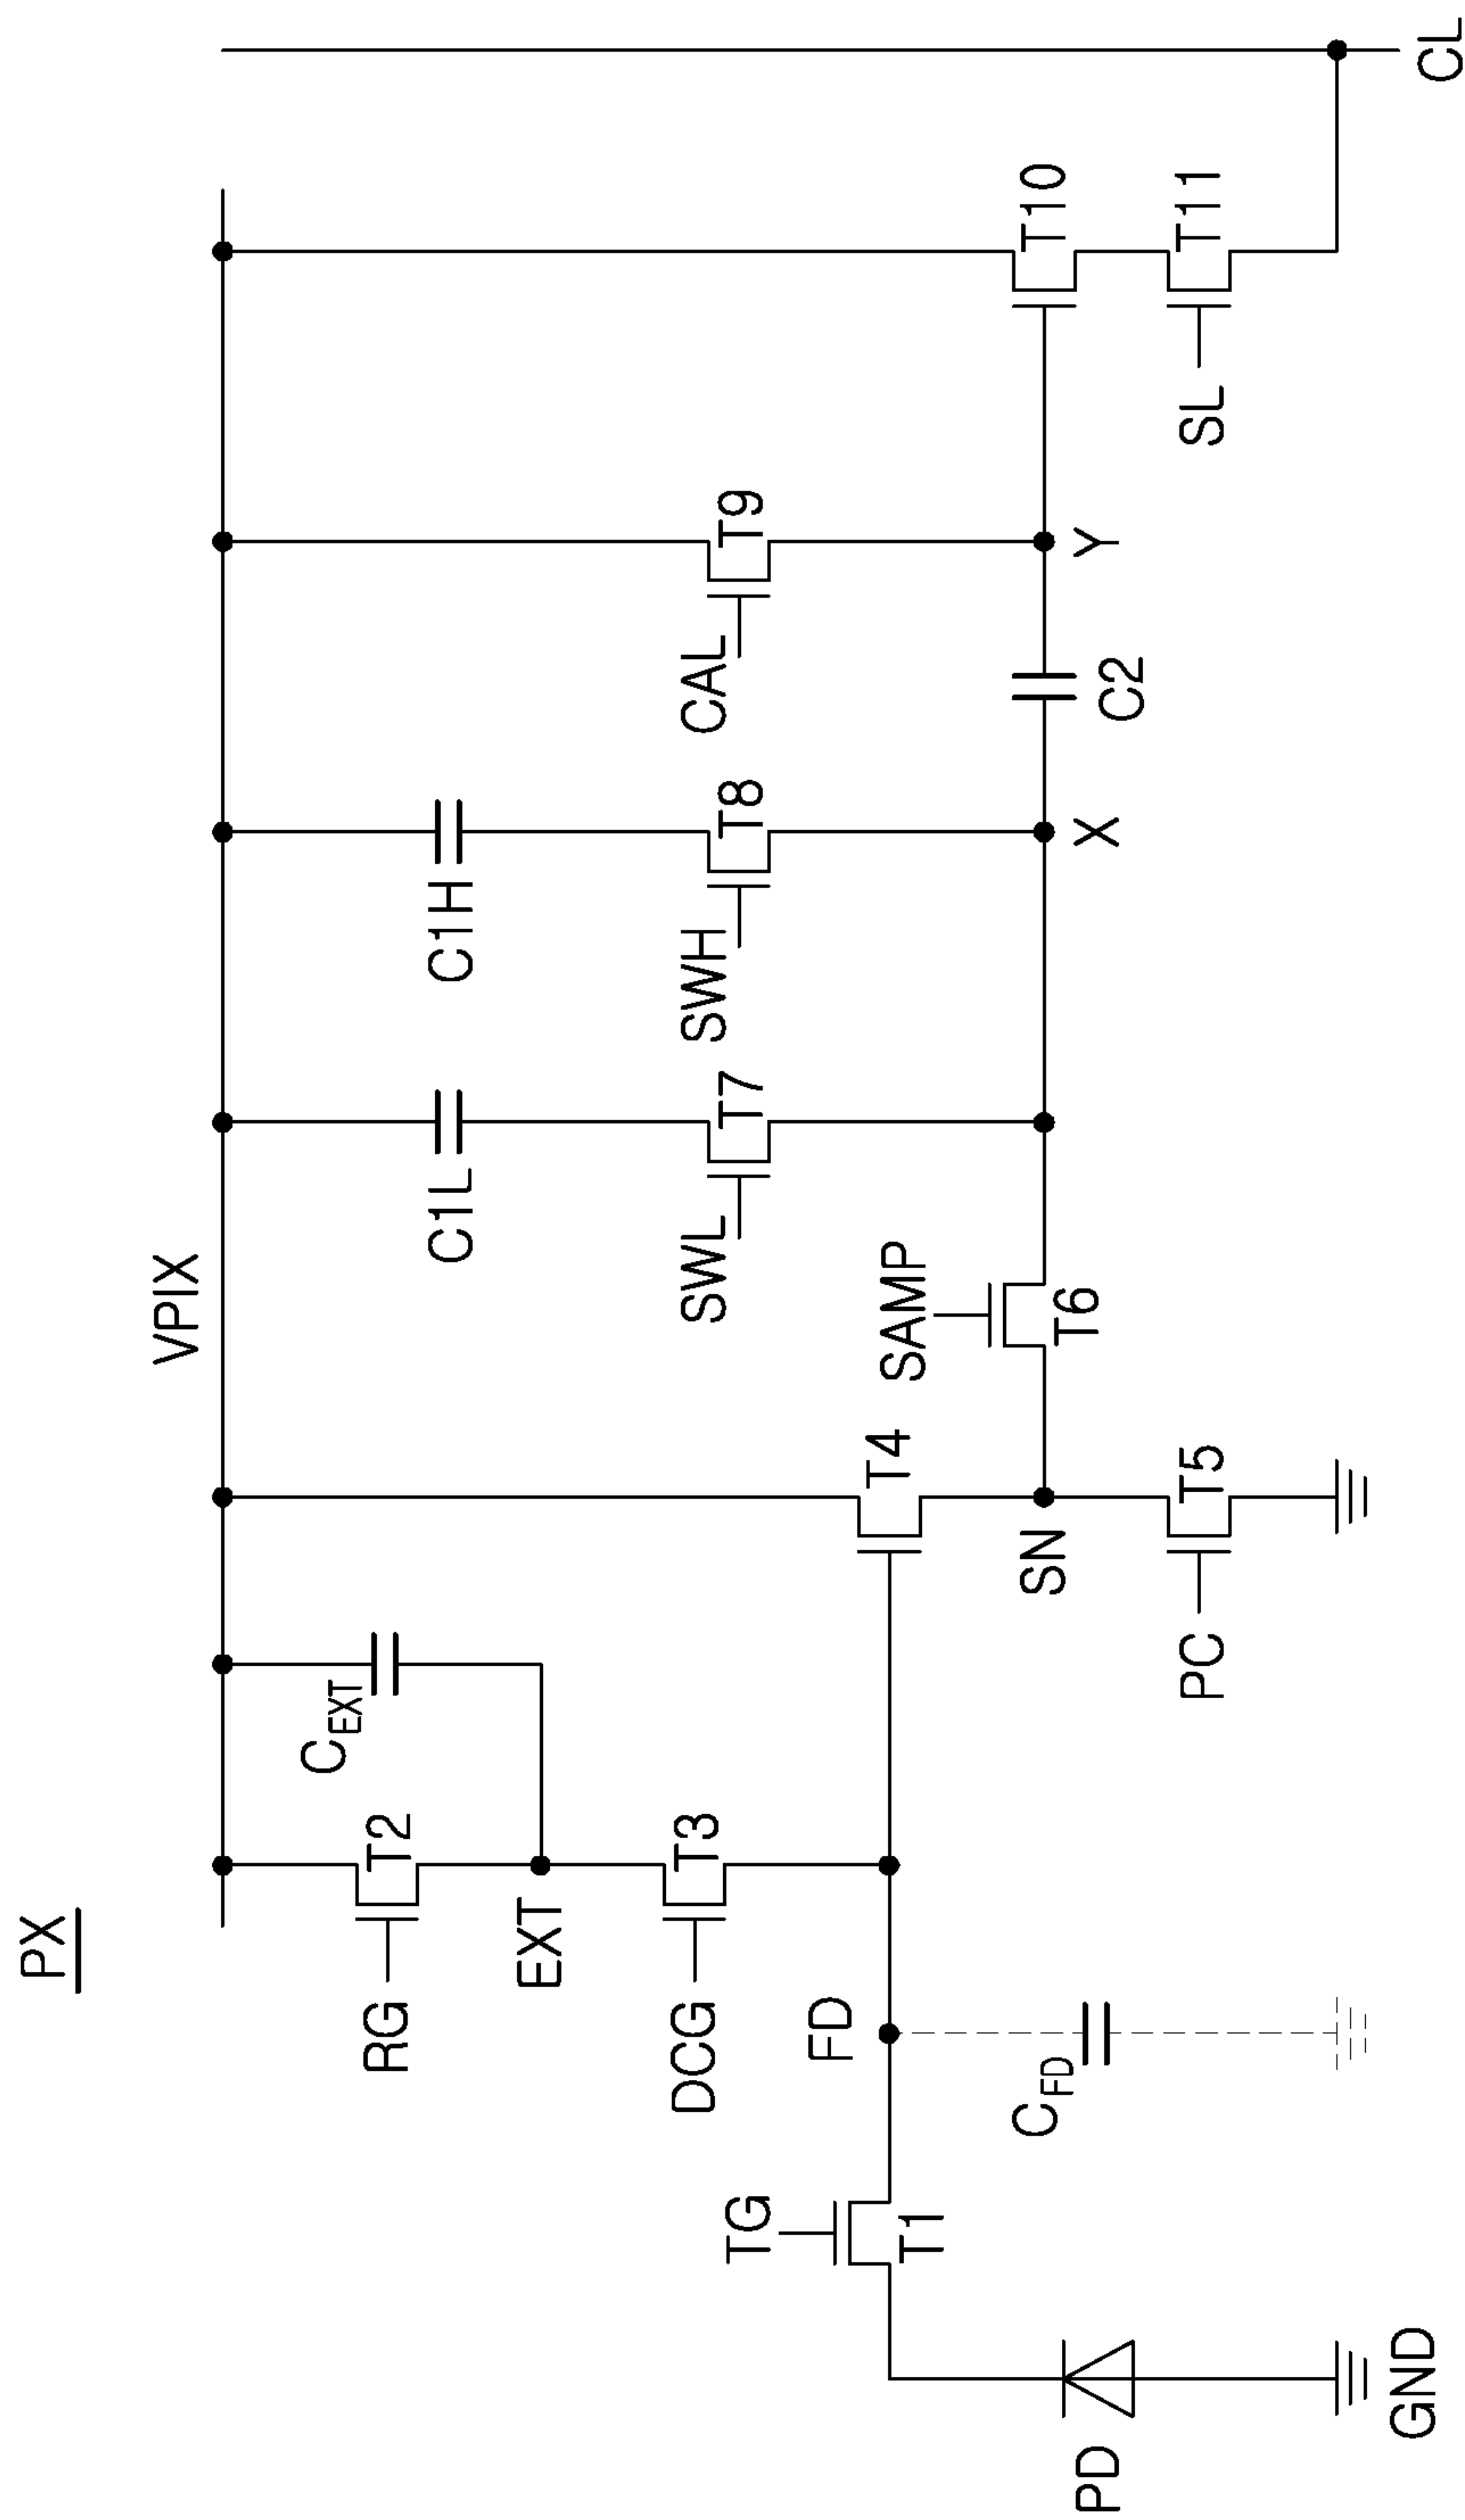 PX
VPIX
RG
T2
C_EXT
C1L
C1H
EXT
DCG
T3
SWL
T7
SWH
T8
CAL
T9
TG
FD
T4
SAMP
T1
C_FD
SN
T6
X
C2
Y
T10
PD
PC
T5
SL
T11
GND
CL